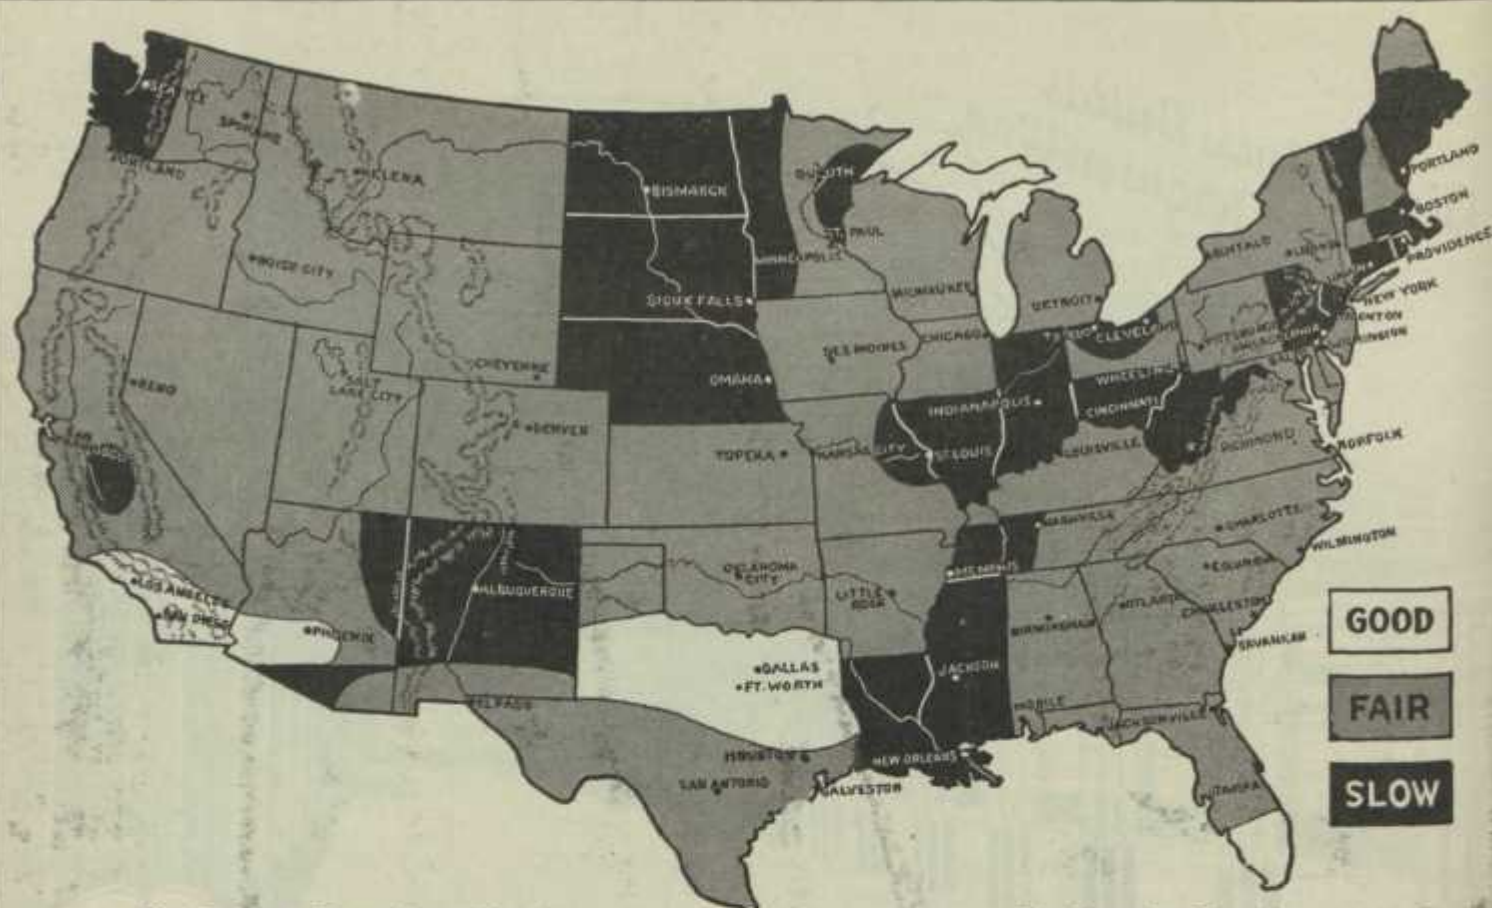 SEATTLE
SPOKANE
PORTLAND
HELENA
BOISE CITY
BISMARCK
DULUTH
ST PAUL
MINNEAPOLIS
SIOUX FALLS
MILWAUKEE
DETROIT
BUFFALO
PORTLAND
BOSTON
PROVIDENCE
NEW YORK
TRENTON
PITTSBURGH
CLEVELAND
TOLEDO
CHICAGO
DES MOINES
OMAHA
CHEYENNE
SALT
LAKE CITY
RENO
DENVER
SAN
FRANCISCO
TOPEKA
KANSAS CITY
ST LOUIS
INDIANAPOLIS
CINCINNATI
WHEELING
LOUISVILLE
RICHMOND
NORFOLK
NASHVILLE
CHARLOTTE
WILMINGTON
MEMPHIS
COLUMBIA
OKLAHOMA
CITY
LITTLE
ROCK
ALBUQUERQUE
LOS ANGELES
SAN DIEGO
PHOENIX
BIRMINGHAM
ATLANTA
CHARLESTON
SAVANNAH
DALLAS
FT. WORTH
JACKSON
EL PASO
MOBILE
JACKSONVILLE
HOUSTON
SAN ANTONIO
GALVESTON
NEW ORLEANS
TAMPA
GOOD
FAIR
SLOW